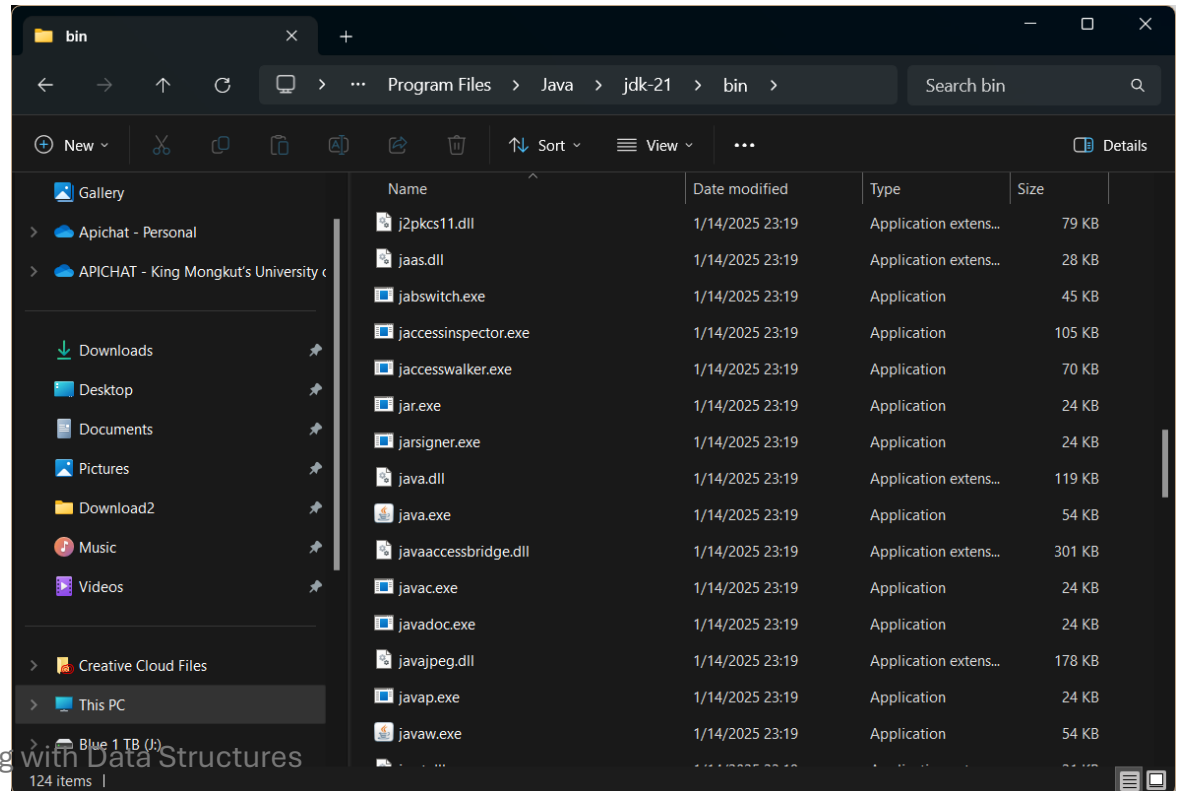 bin
Program Files > Java > jdk-21 > bin >
Search bin
New
Sort
View
Details
Gallery
Apichat - Personal
APICHAT - King Mongkut's University
Downloads
Desktop
Documents
Pictures
Download2
Music
Videos
Creative Cloud Files
This PC
Blue 1 TB (J:)
Name Date modified Type Size
j2pkcs11.dll 1/14/2025 23:19 Application extens... 79 KB
jaas.dll 1/14/2025 23:19 Application extens... 28 KB
jabswitch.exe 1/14/2025 23:19 Application 45 KB
jaccessinspector.exe 1/14/2025 23:19 Application 105 KB
jaccesswalker.exe 1/14/2025 23:19 Application 70 KB
jar.exe 1/14/2025 23:19 Application 24 KB
jarsigner.exe 1/14/2025 23:19 Application 24 KB
java.dll 1/14/2025 23:19 Application extens... 119 KB
java.exe 1/14/2025 23:19 Application 54 KB
javaaccessbridge.dll 1/14/2025 23:19 Application extens... 301 KB
javac.exe 1/14/2025 23:19 Application 24 KB
javadoc.exe 1/14/2025 23:19 Application 24 KB
javajpeg.dll 1/14/2025 23:19 Application extens... 178 KB
javap.exe 1/14/2025 23:19 Application 24 KB
javaw.exe 1/14/2025 23:19 Application 54 KB
g with Data Structures
124 items